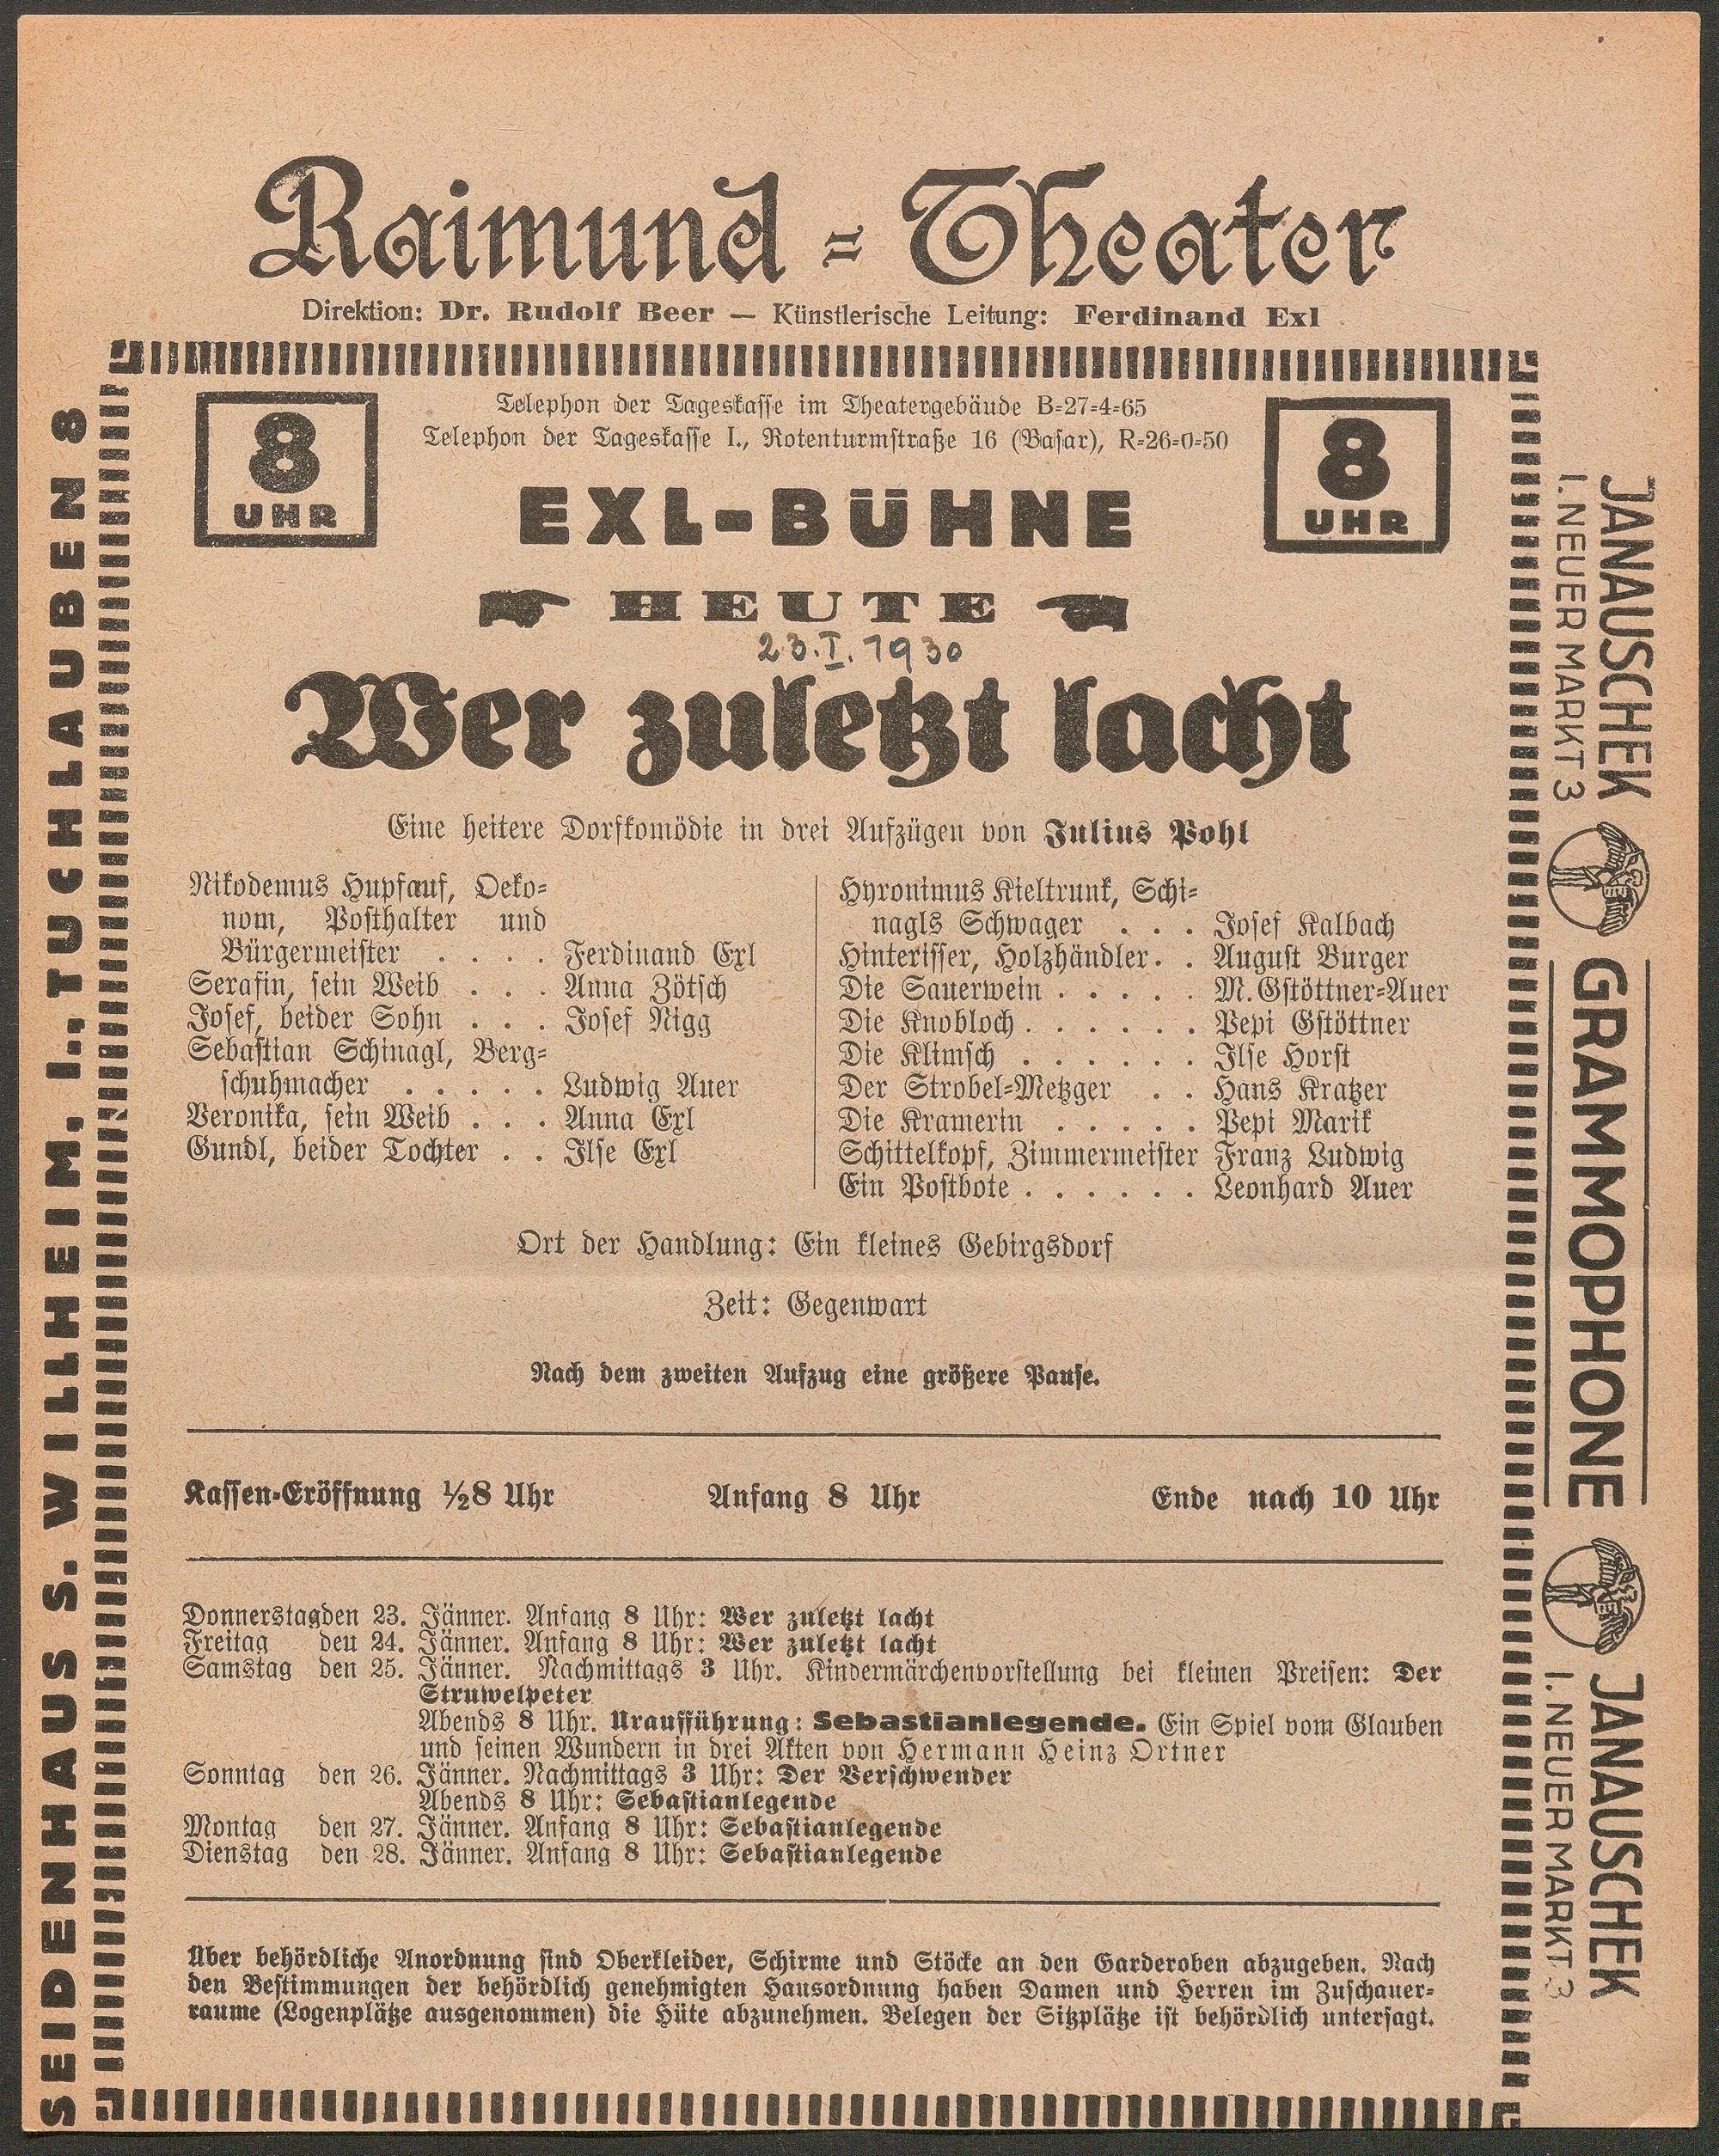 Raimund-Theater
Direktion: Dr. Rudolf Beer — Künstlerische Leitung: Ferdinand Exl
8
UHR
Telephon der Tageskasse im Theatergebäude B-27-4-65
Telephon der Tageskasse I., Rotenturmstraße 16 (Basar), R-26-0-50
8
UHR
EXL-BÜHNE
HEUTE
23.I.1930
Wer zuletzt lacht
Eine heitere Dorfkomödie in drei Aufzügen von Julius Pohl
Nikodemus Hupfauf, Oeko-
nom, Posthalter und
Bürgermeister . . . . Ferdinand Exl
Serafin, sein Weib . . . Anna Zötsch
Josef, beider Sohn . . . Josef Nigg
Sebastian Schinagl, Berg-
schuhmacher . . . . . Ludwig Auer
Veronika, sein Weib . . . Anna Exl
Gundl, beider Tochter . . Ilse Exl
Hyronimus Kieltrunk, Schi-
nagls Schwager . . . Josef Kalbach
Hinterisser, Holzhändler. . August Burger
Die Sauerwein . . . . . M. Gstöttner-Auer
Die Knobloch . . . . . . Pepi Gstöttner
Die Klimsch . . . . . . Ilse Horst
Der Strobel-Metzger . . Hans Kratzer
Die Kramerin . . . . . Pepi Marik
Schittelkopf, Zimmermeister Franz Ludwig
Ein Postbote . . . . . . Leonhard Auer
Ort der Handlung: Ein kleines Gebirgsdorf
Zeit: Gegenwart
Nach dem zweiten Aufzug eine größere Pause.
Kassen-Eröffnung ½8 Uhr Anfang 8 Uhr Ende nach 10 Uhr
Donnerstag den 23. Jänner. Anfang 8 Uhr: Wer zuletzt lacht
Freitag den 24. Jänner. Anfang 8 Uhr: Wer zuletzt lacht
Samstag den 25. Jänner. Nachmittags 3 Uhr. Kindermärchenvorstellung bei kleinen Preisen: Der
Struwelpeter
Abends 8 Uhr. Uraufführung: Sebastianlegende. Ein Spiel vom Glauben
und seinen Wundern in drei Akten von Hermann Heinz Ortner
Sonntag den 26. Jänner. Nachmittags 3 Uhr: Der Verschwender
Abends 8 Uhr: Sebastianlegende
Montag den 27. Jänner. Anfang 8 Uhr: Sebastianlegende
Dienstag den 28. Jänner. Anfang 8 Uhr: Sebastianlegende
Über behördliche Anordnung sind Oberkleider, Schirme und Stöcke an den Garderoben abzugeben. Nach
den Bestimmungen der behördlich genehmigten Hausordnung haben Damen und Herren im Zuschauer-
raume (Logenplätze ausgenommen) die Hüte abzunehmen. Belegen der Sitzplätze ist behördlich untersagt.
SEIDENHAUS S. WILHEIM, I., TUCHLAUBEN 8
JANAUSCHEK
I. NEUER MARKT 3
GRAMMOPHONE
JANAUSCHEK
I. NEUER MARKT 3